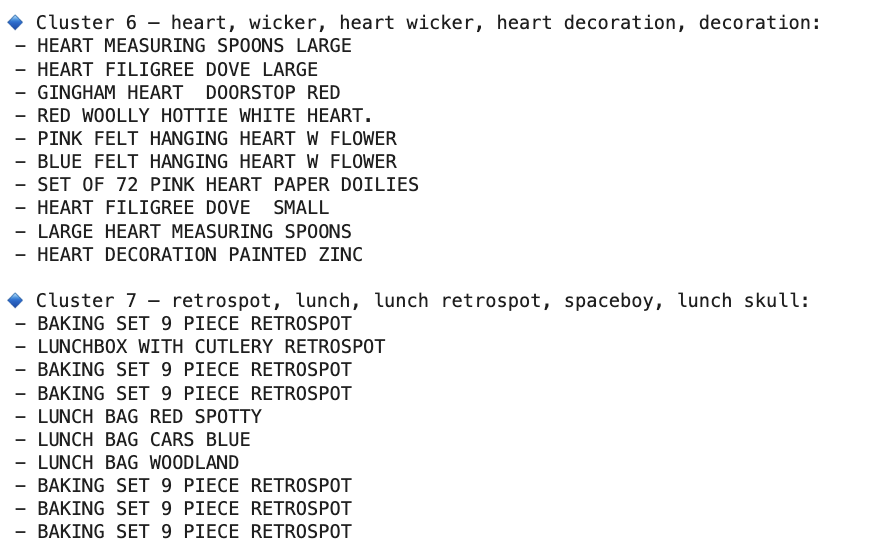 🔷 Cluster 6 – heart, wicker, heart wicker, heart decoration, decoration:
– HEART MEASURING SPOONS LARGE
– HEART FILIGREE DOVE LARGE
– GINGHAM HEART  DOORSTOP RED
– RED WOOLLY HOTTIE WHITE HEART.
– PINK FELT HANGING HEART W FLOWER
– BLUE FELT HANGING HEART W FLOWER
– SET OF 72 PINK HEART PAPER DOILIES
– HEART FILIGREE DOVE  SMALL
– LARGE HEART MEASURING SPOONS
– HEART DECORATION PAINTED ZINC
🔷 Cluster 7 – retrospot, lunch, lunch retrospot, spaceboy, lunch skull:
– BAKING SET 9 PIECE RETROSPOT
– LUNCHBOX WITH CUTLERY RETROSPOT
– BAKING SET 9 PIECE RETROSPOT
– BAKING SET 9 PIECE RETROSPOT
– LUNCH BAG RED SPOTTY
– LUNCH BAG CARS BLUE
– LUNCH BAG WOODLAND
– BAKING SET 9 PIECE RETROSPOT
– BAKING SET 9 PIECE RETROSPOT
– BAKING SET 9 PIECE RETROSPOT